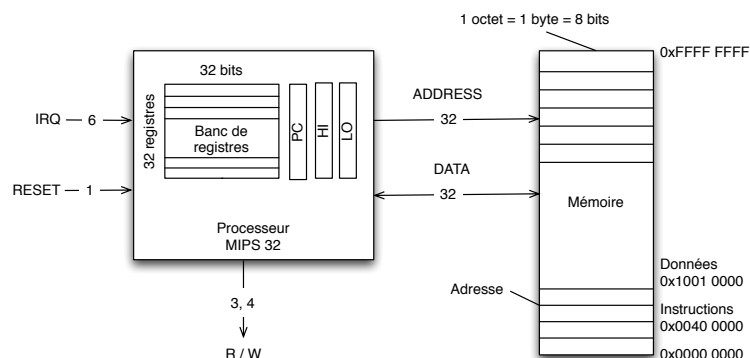 1 octet = 1 byte = 8 bits
0xFFFF FFFF
32 bits
32 registres
Banc de
registres
PC
HI
LO
IRQ
6
RESET
1
ADDRESS
32
DATA
32
Processeur
MIPS 32
Mémoire
3, 4
R / W
Adresse
Données
0x1001 0000
Instructions
0x0040 0000
0x0000 0000